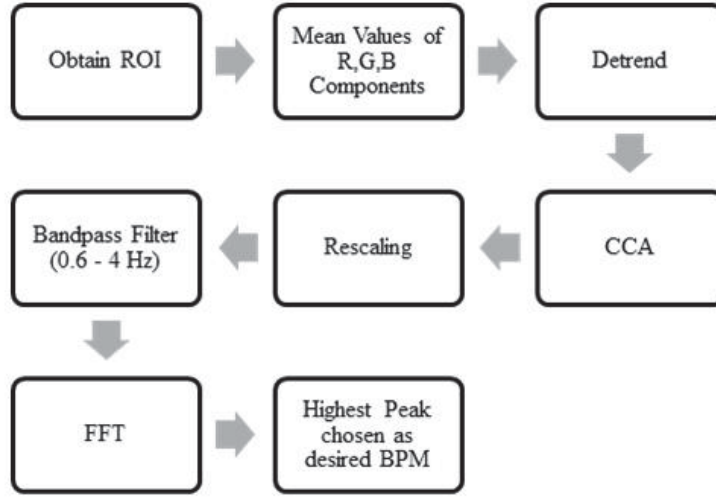 Obtain ROI
Mean Values of
R,G,B
Components
Detrend
CCA
Rescaling
Bandpass Filter
(0.6 - 4 Hz)
FFT
Highest Peak
chosen as
desired BPM